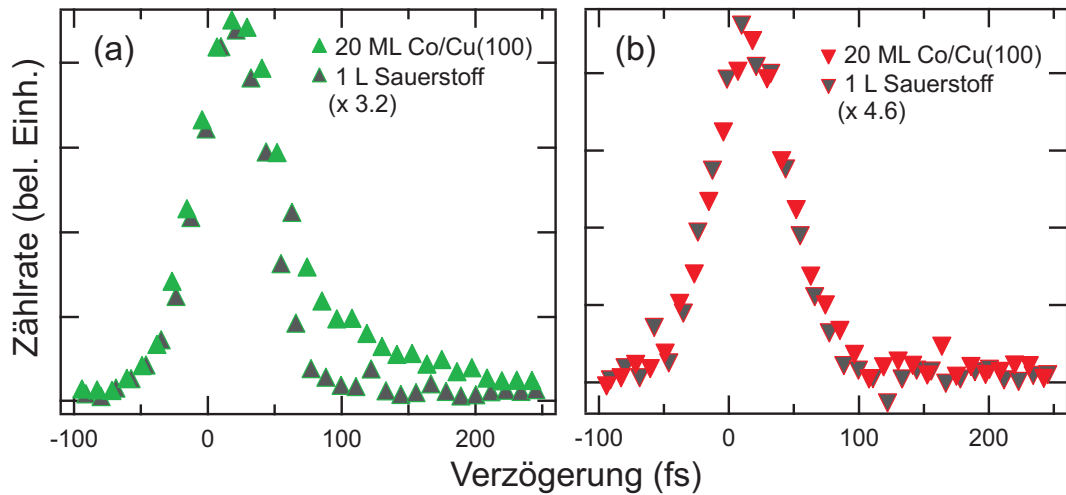 (a)
20 ML Co/Cu(100)
1 L Sauerstoff
(x 3.2)
(b)
20 ML Co/Cu(100)
1 L Sauerstoff
(x 4.6)
Zählrate (bel. Einh.)
-100 0 100 200
-100 0 100 200
Verzögerung (fs)